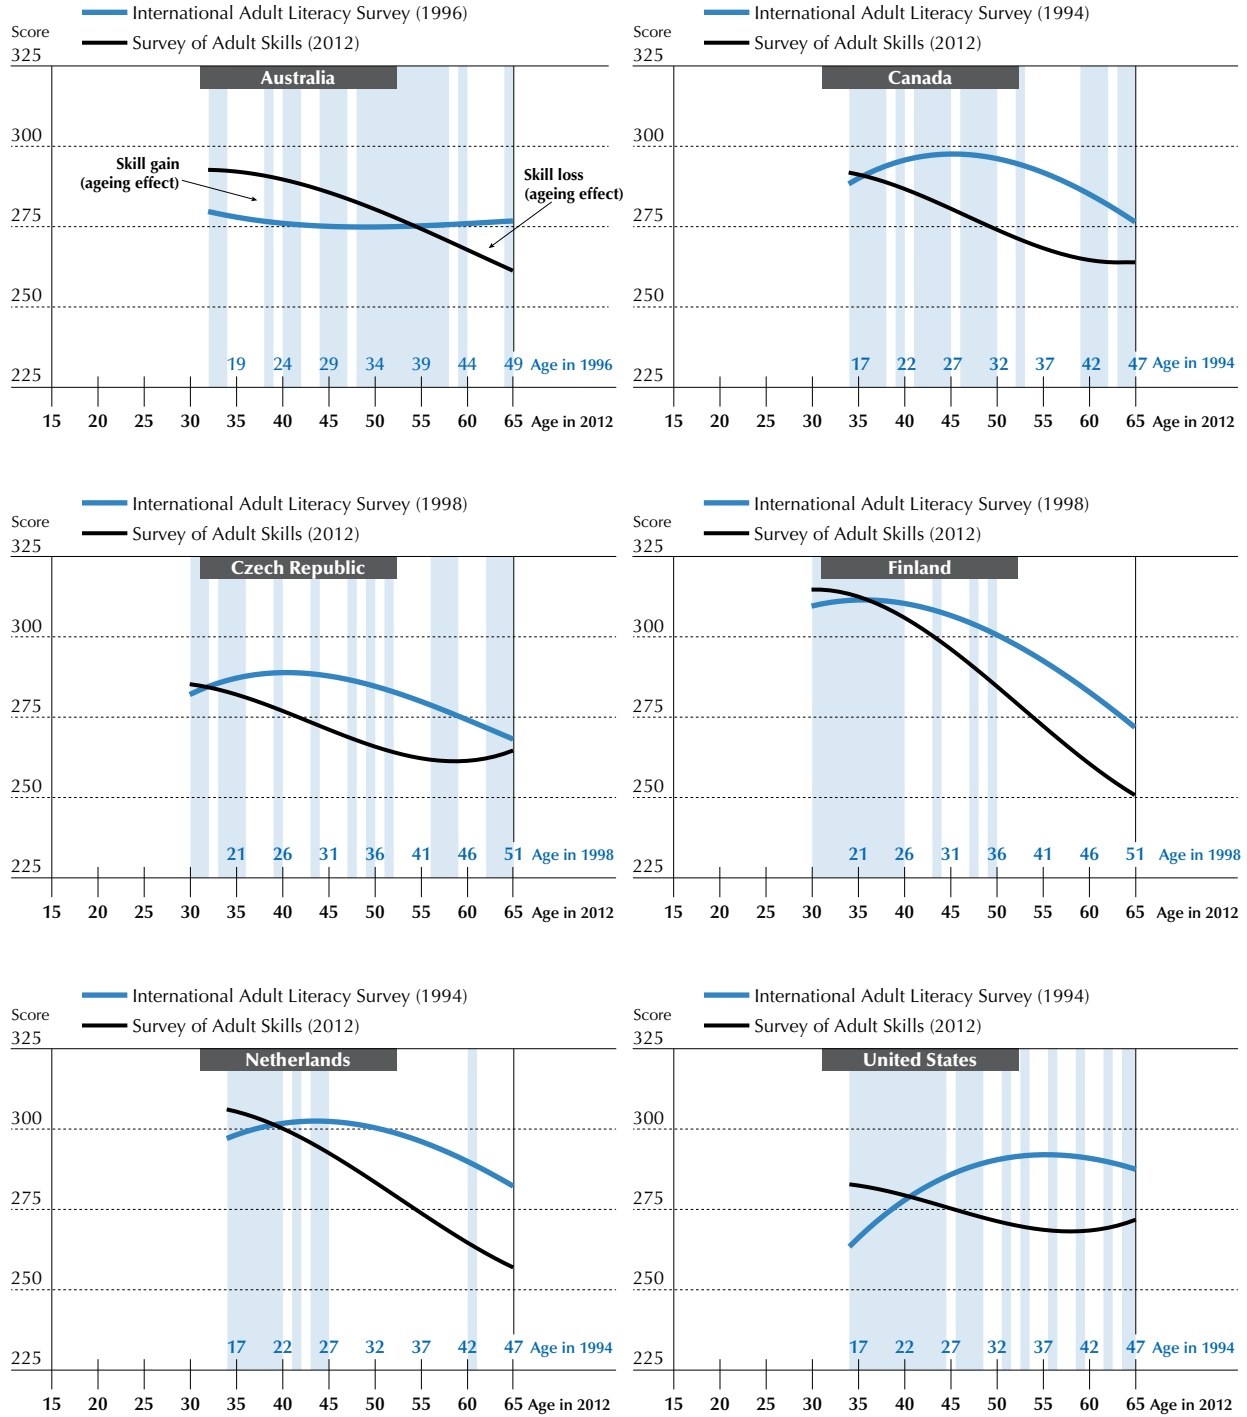 International Adult Literacy Survey (1996)
Score
Survey of Adult Skills (2012)
325
Australia
300
Skill gain
(ageing effect)
Skill loss
(ageing effect)
275
250
19 24 29 34 39 44 49 Age in 1996
225
15 20 25 30 35 40 45 50 55 60 65 Age in 2012
International Adult Literacy Survey (1994)
Score
Survey of Adult Skills (2012)
325
Canada
300
275
250
17 22 27 32 37 42 47 Age in 1994
225
15 20 25 30 35 40 45 50 55 60 65 Age in 2012
International Adult Literacy Survey (1998)
Score
Survey of Adult Skills (2012)
325
Czech Republic
300
275
250
21 26 31 36 41 46 51 Age in 1998
225
15 20 25 30 35 40 45 50 55 60 65 Age in 2012
International Adult Literacy Survey (1998)
Score
Survey of Adult Skills (2012)
325
Finland
300
275
250
21 26 31 36 41 46 51 Age in 1998
225
15 20 25 30 35 40 45 50 55 60 65 Age in 2012
International Adult Literacy Survey (1994)
Score
Survey of Adult Skills (2012)
325
Netherlands
300
275
250
17 22 27 32 37 42 47 Age in 1994
225
15 20 25 30 35 40 45 50 55 60 65 Age in 2012
International Adult Literacy Survey (1994)
Score
Survey of Adult Skills (2012)
325
United States
300
275
250
17 22 27 32 37 42 47 Age in 1994
225
15 20 25 30 35 40 45 50 55 60 65 Age in 2012